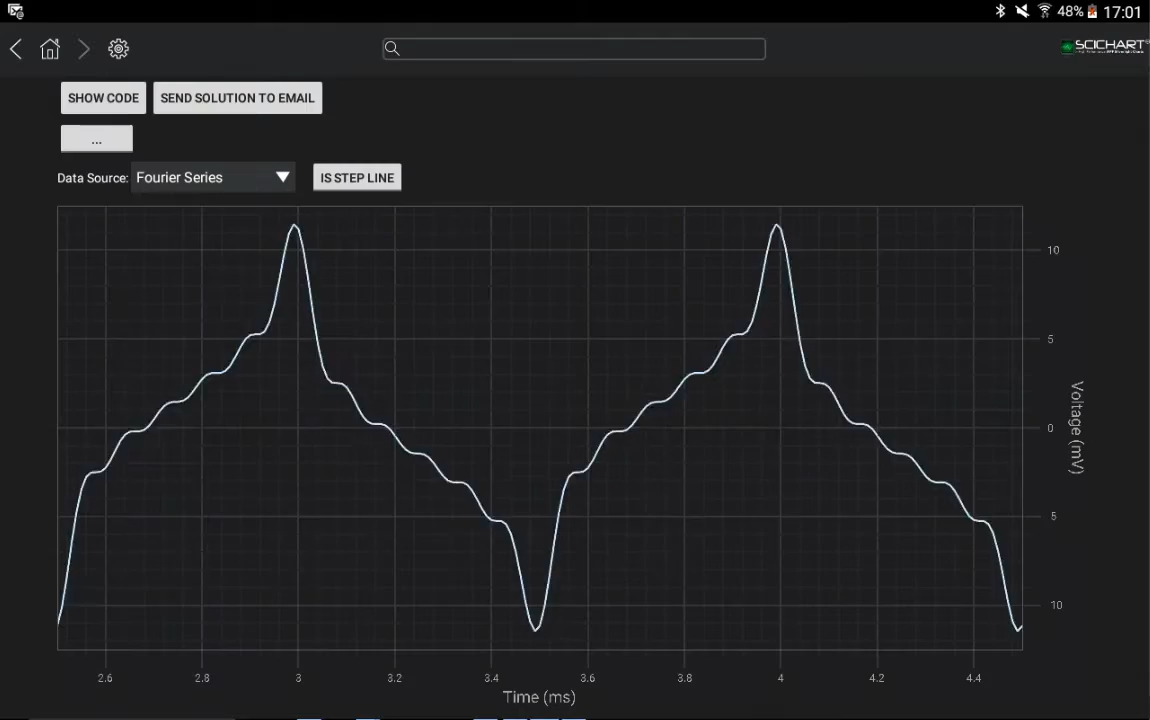 48% 17:01
SCICHART
SHOW CODE SEND SOLUTION TO EMAIL
...
Data Source: Fourier Series IS STEP LINE
10
5
0
5
10
Voltage (mV)
2.6 2.8 3 3.2 3.4 3.6 3.8 4 4.2 4.4
Time (ms)